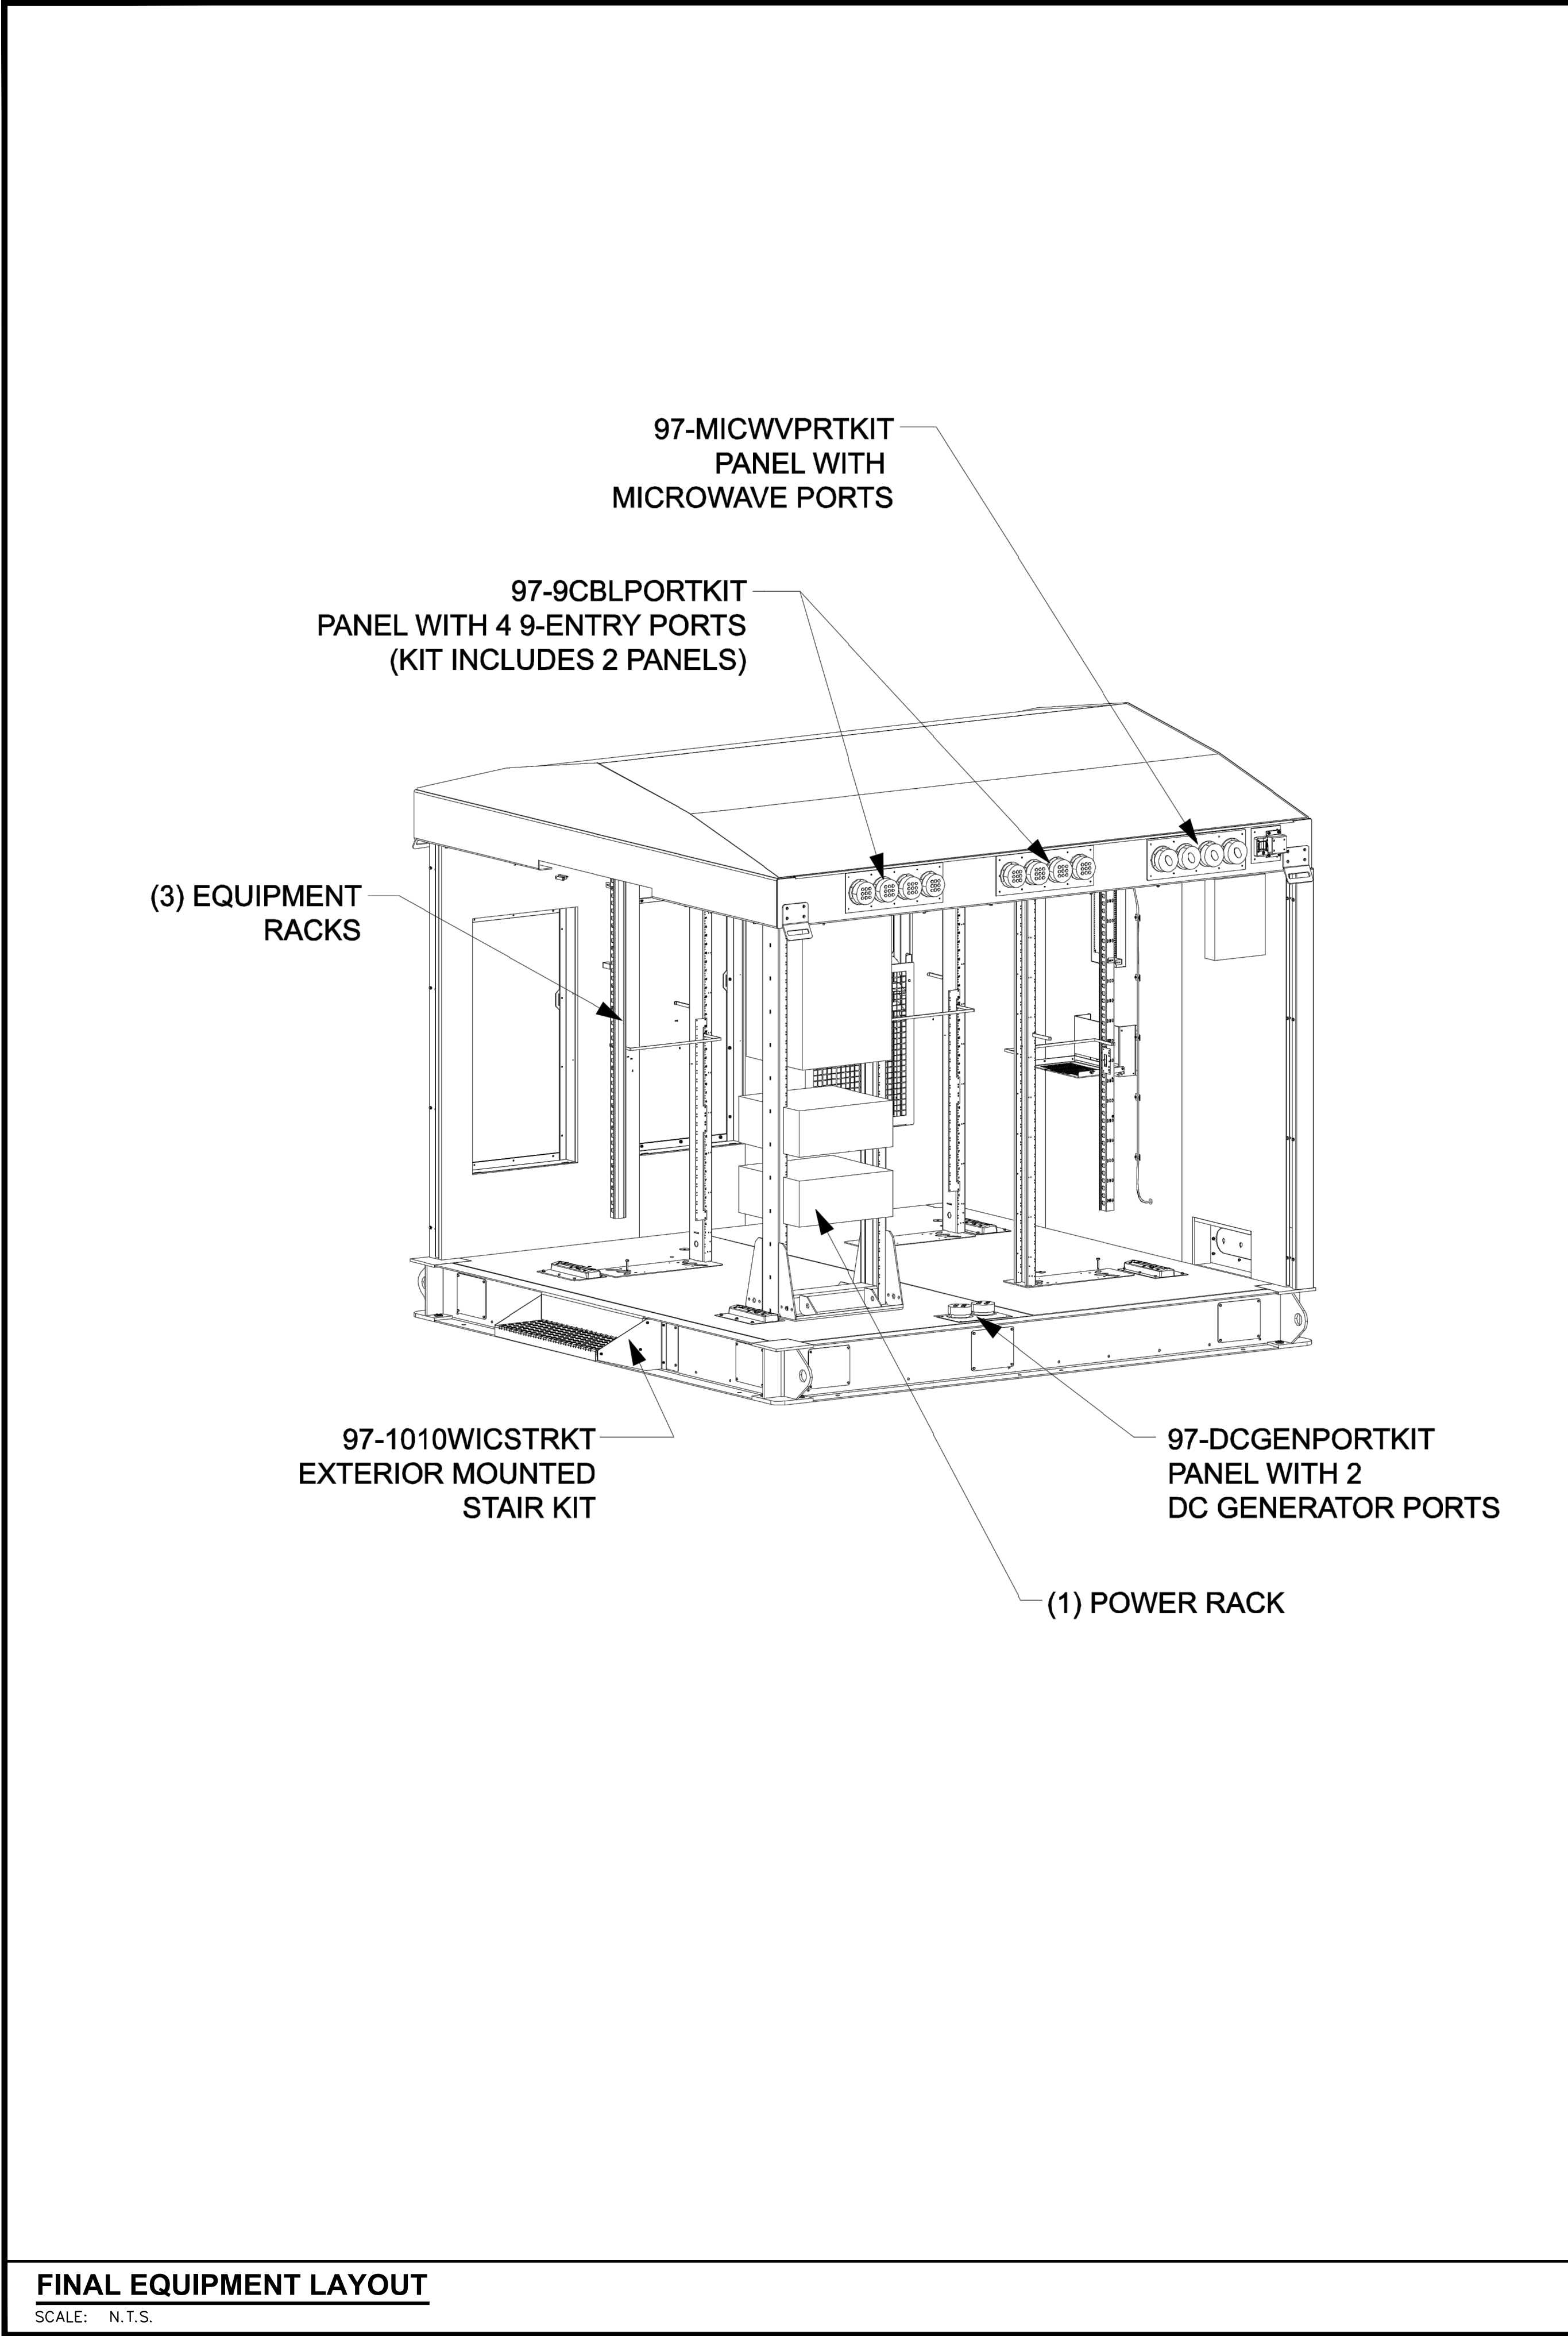 97-MICWVPRTKIT
PANEL WITH
MICROWAVE PORTS
97-9CBLPORTKIT
PANEL WITH 4 9-ENTRY PORTS
(KIT INCLUDES 2 PANELS)
(3) EQUIPMENT
RACKS
97-1010WICSTRKT
EXTERIOR MOUNTED
STAIR KIT
97-DCGENPORTKIT
PANEL WITH 2
DC GENERATOR PORTS
(1) POWER RACK
FINAL EQUIPMENT LAYOUT
SCALE: N.T.S.